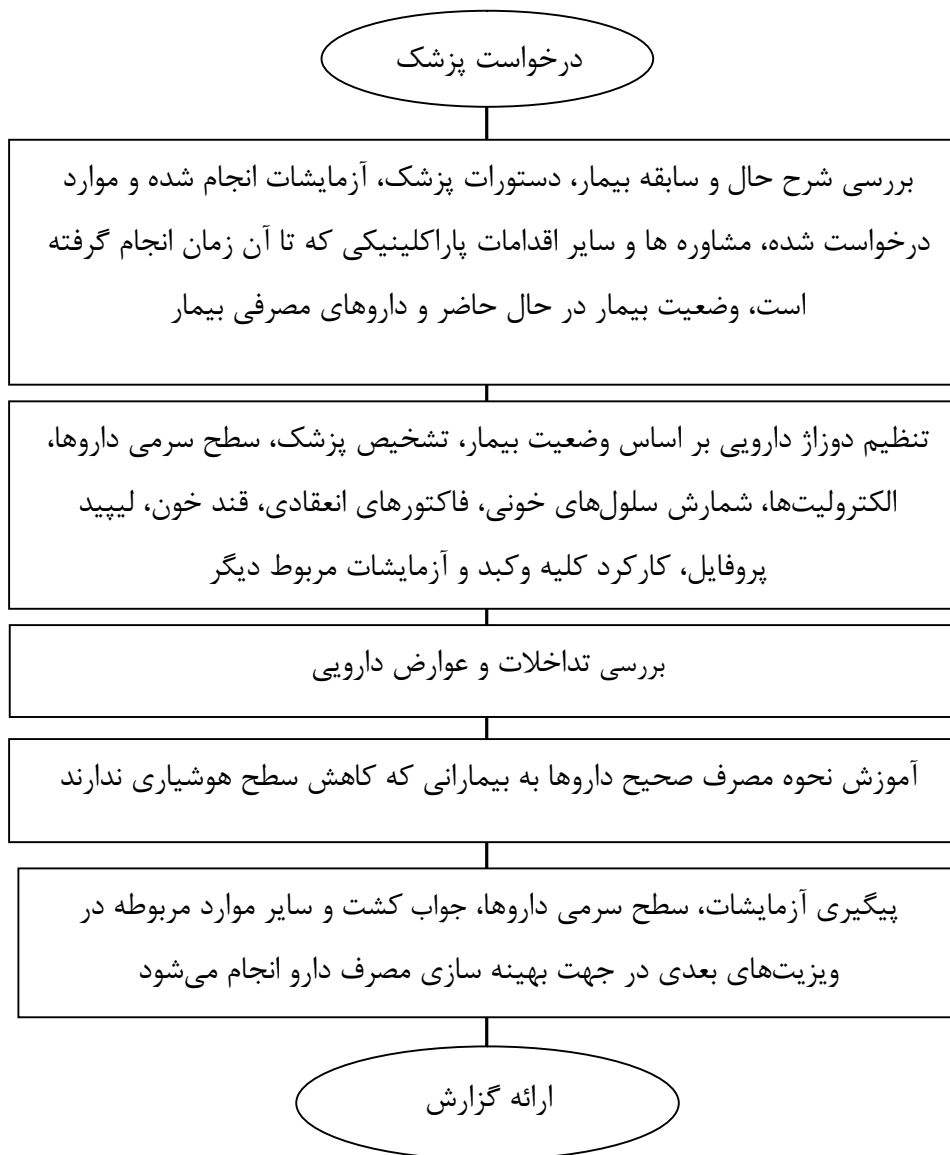 درخواست پزشک
بررسی شرح حال و سابقه بیمار، دستورات پزشک، آزمایشات انجام شده و موارد
درخواست شده، مشاوره ها و سایر اقدامات پاراکلینیکی که تا آن زمان انجام گرفته
است، وضعیت بیمار در حال حاضر و داروهای مصرفی بیمار
تنظیم دوزاژ دارویی بر اساس وضعیت بیمار، تشخیص پزشک، سطح سرمی داروها،
الکترولیت‌ها، شمارش سلول‌های خونی، فاکتورهای انعقادی، قند خون، لیپید
پروفایل، کارکرد کلیه وکبد و آزمایشات مربوط دیگر
بررسی تداخلات و عوارض دارویی
آموزش نحوه مصرف صحیح داروها به بیمارانی که کاهش سطح هوشیاری ندارند
پیگیری آزمایشات، سطح سرمی داروها، جواب کشت و سایر موارد مربوطه در
ویزیت‌های بعدی در جهت بهینه سازی مصرف دارو انجام می‌شود
ارائه گزارش